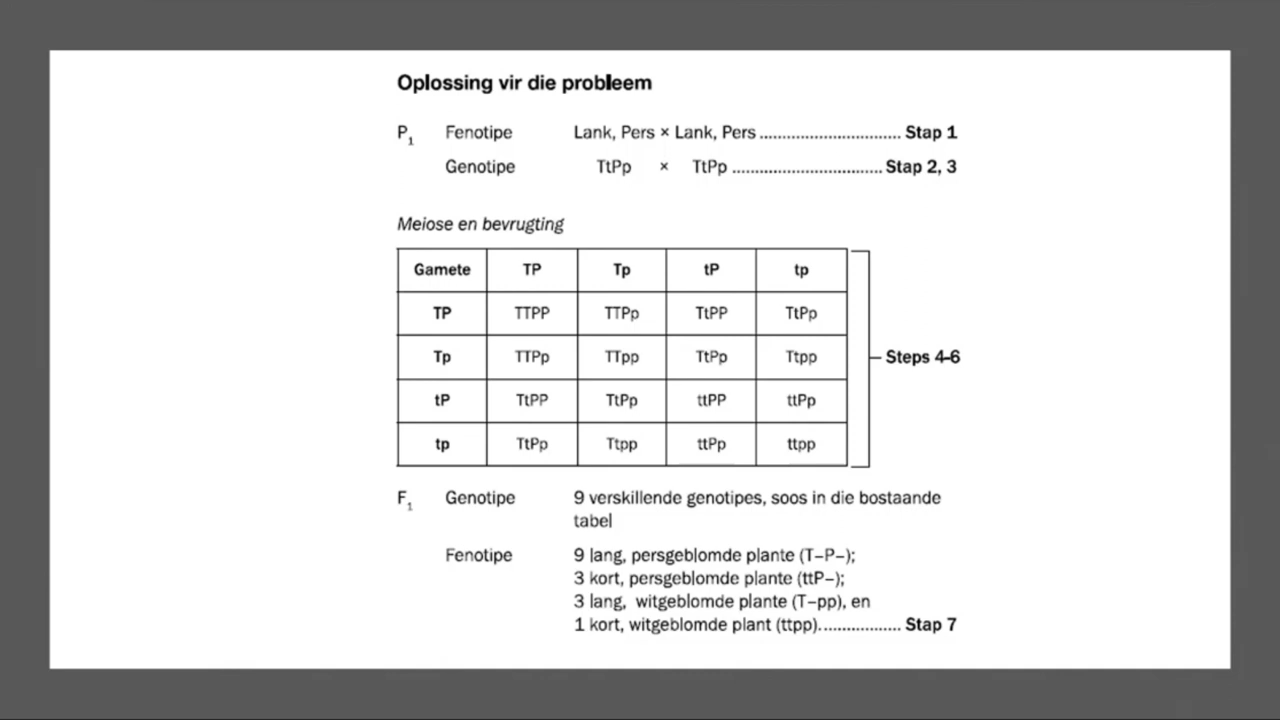 Oplossing vir die probleem
P1 Fenotipe Lank, Pers × Lank, Pers ............................... Stap 1
Genotipe TtPp × TtPp ................................. Stap 2, 3
Meiose en bevrugting
Gamete TP Tp tP tp
TP TTPP TTPp TtPP TtPp
Tp TTPp TTpp TtPp Ttpp
Steps 4-6
tP TtPP TtPp ttPP ttPp
tp TtPp Ttpp ttPp ttpp
F1 Genotipe 9 verskillende genotipes, soos in die bostaande
tabel
Fenotipe 9 lang, persgeblomde plante (T–P–);
3 kort, persgeblomde plante (ttP–);
3 lang, witgeblomde plante (T–pp), en
1 kort, witgeblomde plant (ttpp).................. Stap 7